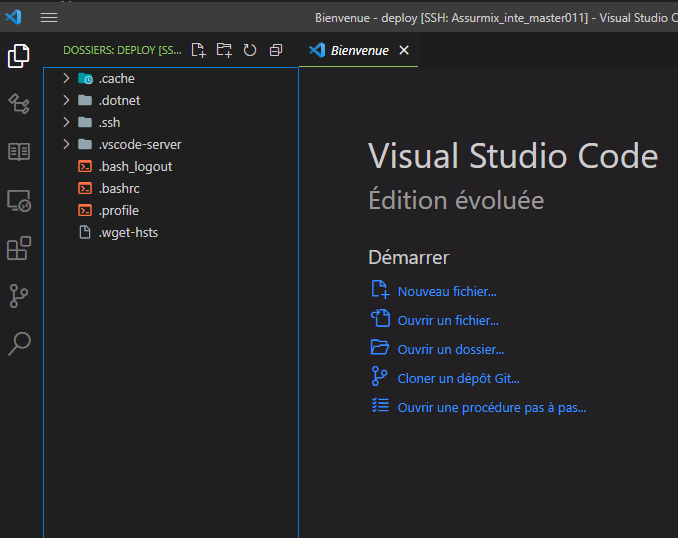 Bienvenue - deploy [SSH: Assurmix_inte_master011] - Visual Studio C
DOSSIERS: DEPLOY [SS...
Bienvenue
.cache
.dotnet
.ssh
.vscode-server
.bash_logout
.bashrc
.profile
.wget-hsts
Visual Studio Code
Édition évoluée
Démarrer
Nouveau fichier...
Ouvrir un fichier...
Ouvrir un dossier...
Cloner un dépôt Git...
Ouvrir une procédure pas à pas...